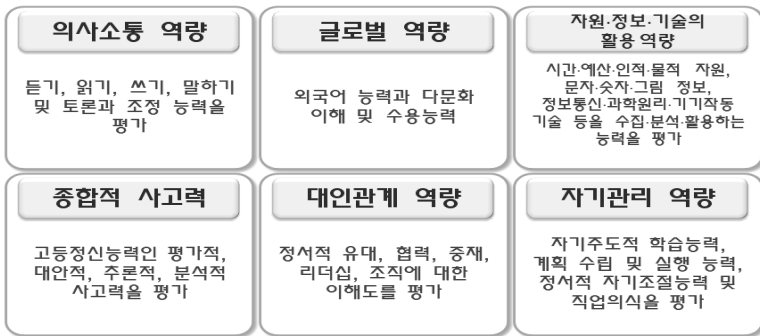 의사소통 역량
듣기, 읽기, 쓰기, 말하기
및 토론과 조정 능력을
평가
글로벌 역량
외국어 능력과 다문화
이해 및 수용능력
자원·정보·기술의
활용 역량
시간·예산·인적·물적 자원,
문자·숫자·그림 정보,
정보통신·과학원리·기기작동
기술 등을 수집·분석·활용하는
능력을 평가
종합적 사고력
고등정신능력인 평가적,
대안적, 추론적, 분석적
사고력을 평가
대인관계 역량
정서적 유대, 협력, 중재,
리더십, 조직에 대한
이해도를 평가
자기관리 역량
자기주도적 학습능력,
계획 수립 및 실행 능력,
정서적 자기조절능력 및
직업의식을 평가